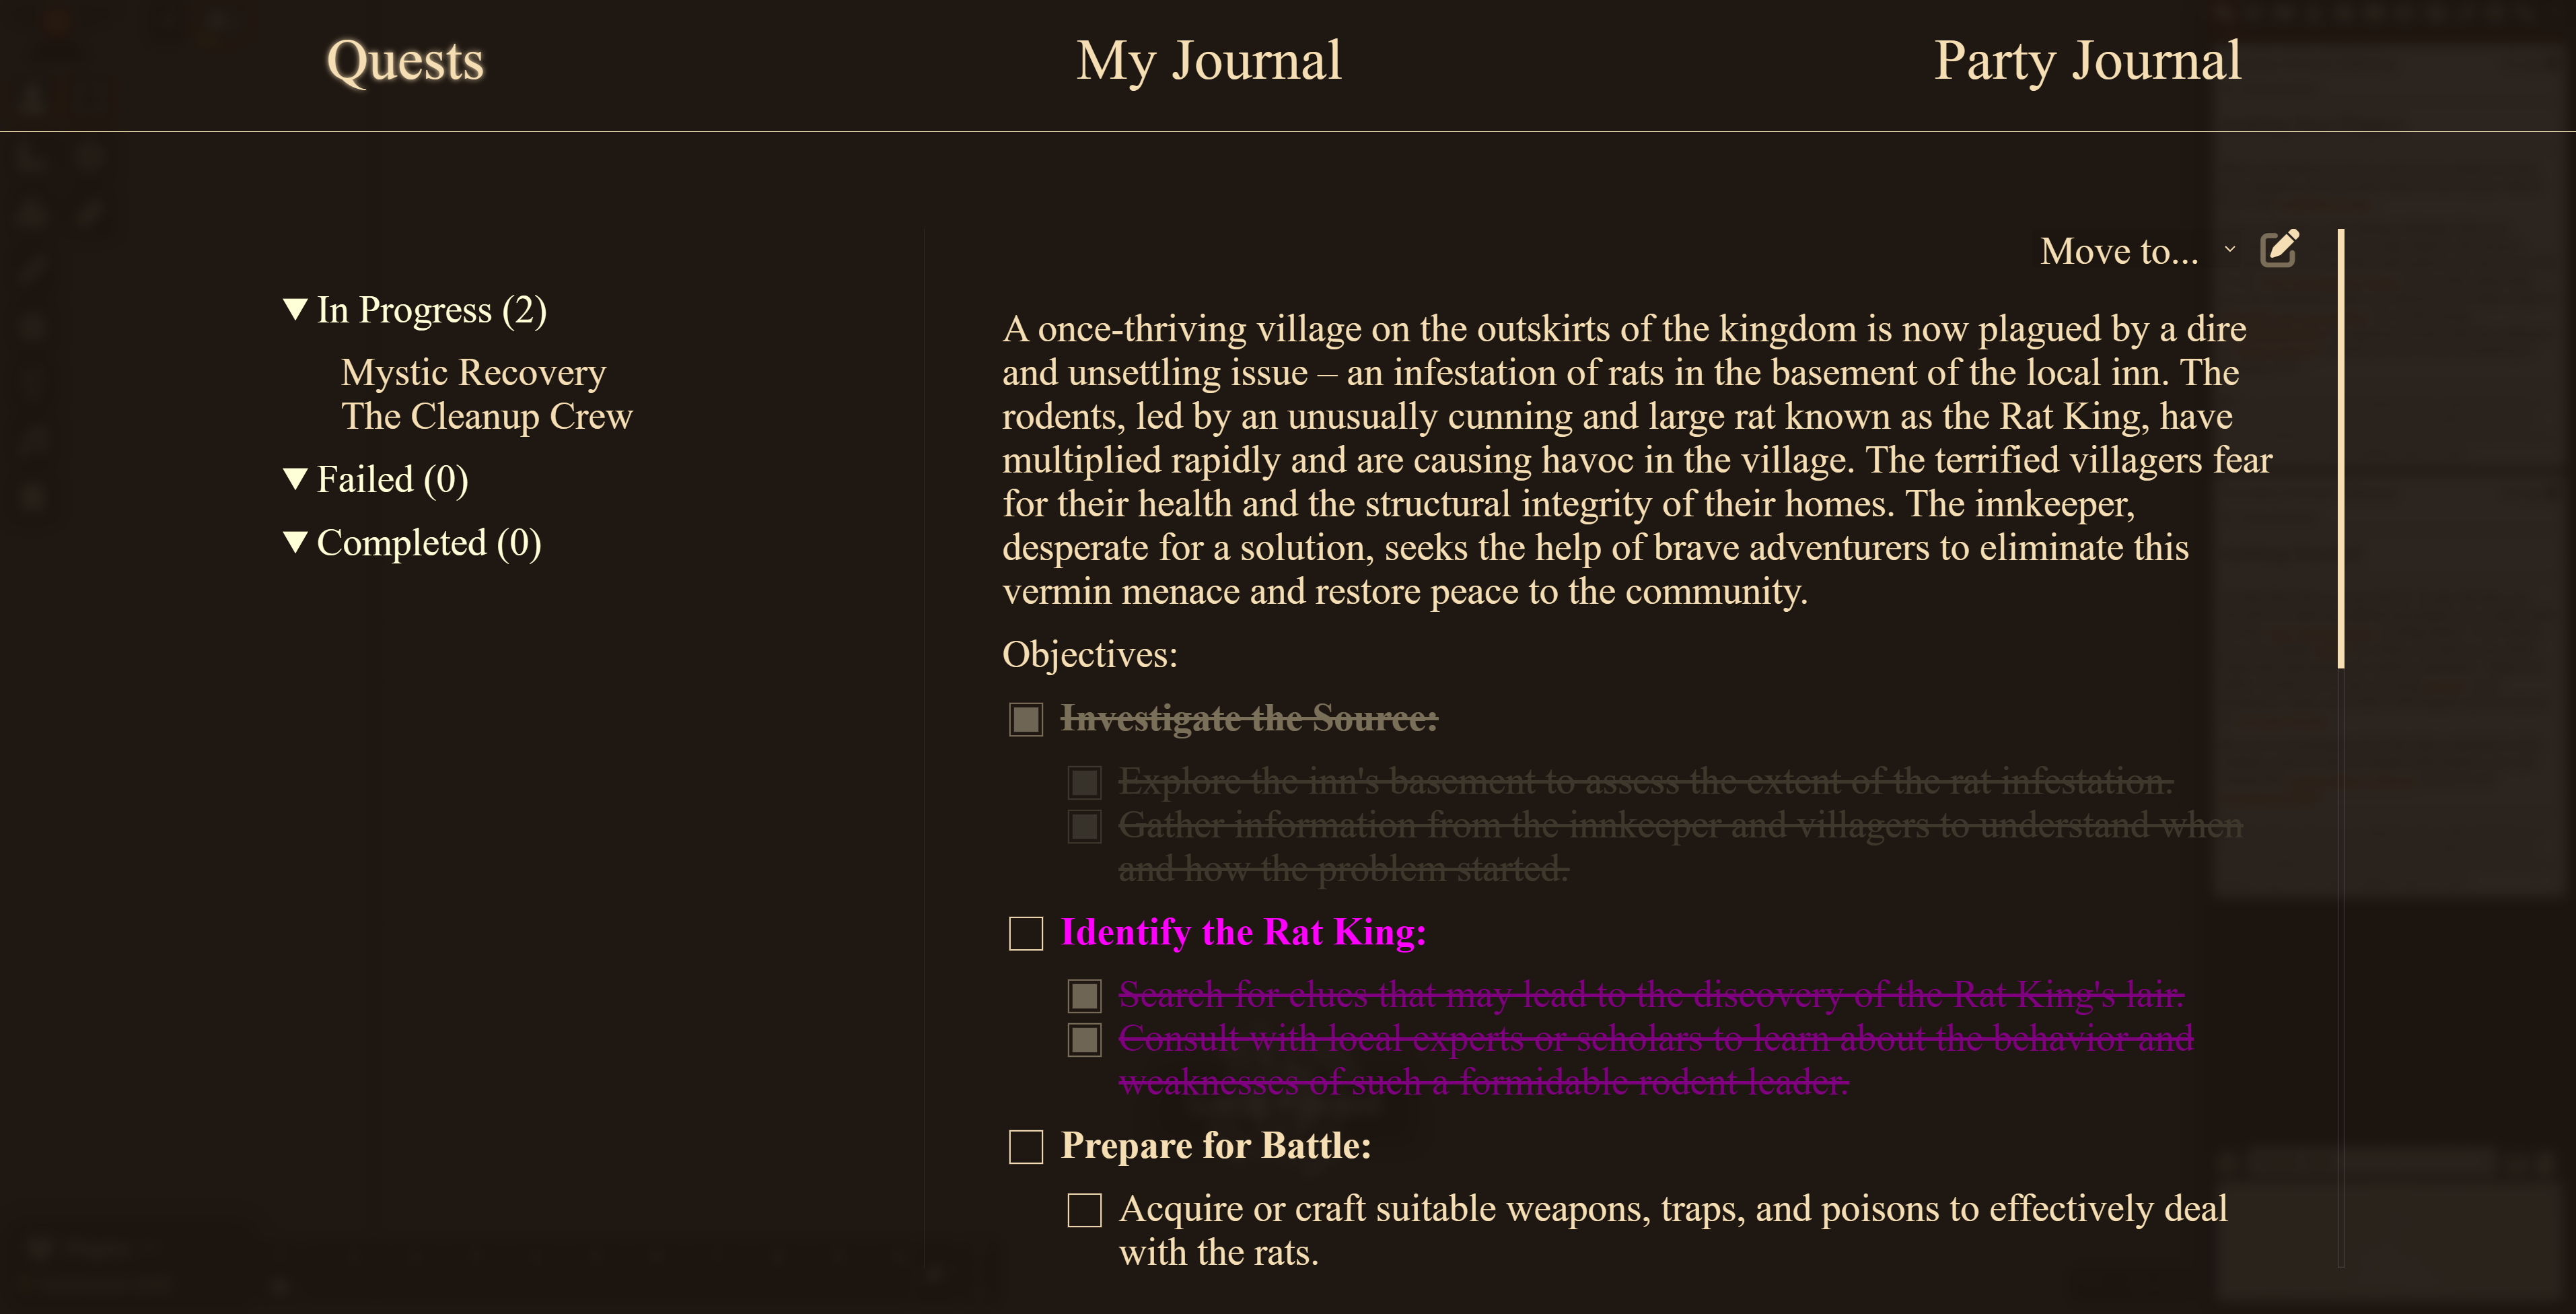 Quests
My Journal
Party Journal
Move to...
In Progress (2)
Mystic Recovery
The Cleanup Crew
Failed (0)
Completed (0)
A once-thriving village on the outskirts of the kingdom is now plagued by a dire
and unsettling issue – an infestation of rats in the basement of the local inn. The
rodents, led by an unusually cunning and large rat known as the Rat King, have
multiplied rapidly and are causing havoc in the village. The terrified villagers fear
for their health and the structural integrity of their homes. The innkeeper,
desperate for a solution, seeks the help of brave adventurers to eliminate this
vermin menace and restore peace to the community.
Objectives:
Investigate the Source:
Explore the inn's basement to assess the extent of the rat infestation.
Gather information from the innkeeper and villagers to understand when
and how the problem started.
Identify the Rat King:
Search for clues that may lead to the discovery of the Rat King's lair.
Consult with local experts or scholars to learn about the behavior and
weaknesses of such a formidable rodent leader.
Prepare for Battle:
Acquire or craft suitable weapons, traps, and poisons to effectively deal
with the rats.